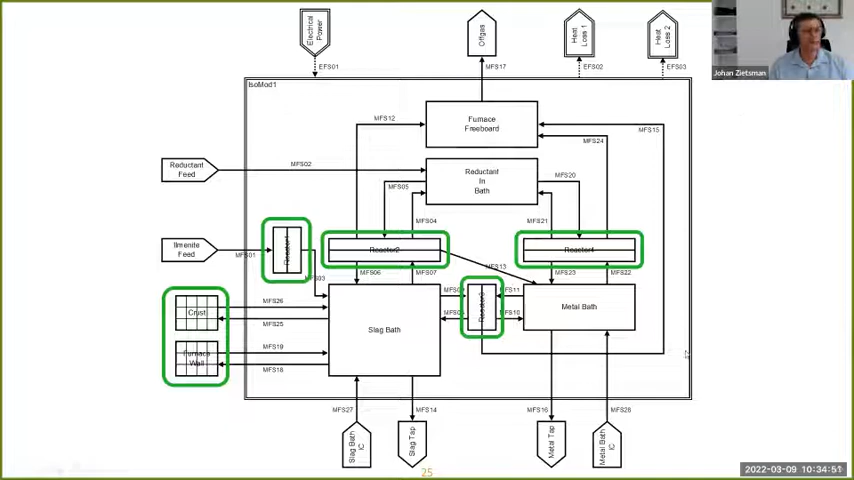 Electrical
Power
Offgas
Heat
Loss 1
Heat
Loss 2
Johan Zietsman
EFS01
MFS17
EFS02
EFS03
IsoMod1
MFS12
Furnace
Freeboard
MFS15
MFS24
Reductant
Feed
MFS02
Reductant
In
Bath
MFS05
MFS20
MFS04
MFS21
Ilmenite
Feed
MFS01
Reactor1
Reactor2
Reactor4
MFS03
MFS06
MFS07
MFS13
MFS23
MFS22
Crust
MFS26
MFS25
Slag Bath
Reactor3
MFS11
MFS10
Metal Bath
Furnace
Wall
MFS19
MFS18
MFS27
MFS14
MFS16
MFS28
Slag Bath
IC
Slag Tap
Metal Tap
Metal Bath
IC
25
2022-03-09 10:34:51